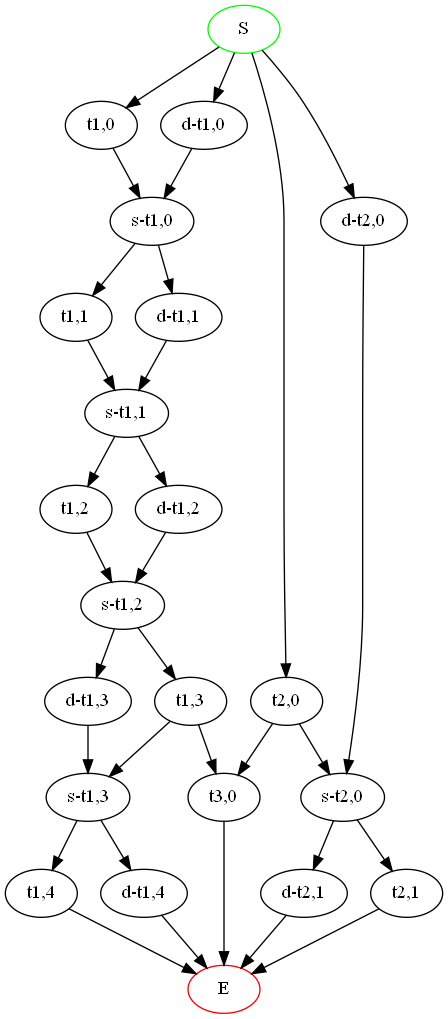 S
t1,0
d-t1,0
s-t1,0
d-t2,0
t1,1
d-t1,1
s-t1,1
t1,2
d-t1,2
s-t1,2
d-t1,3
t1,3
t2,0
s-t1,3
t3,0
s-t2,0
t1,4
d-t1,4
d-t2,1
t2,1
E